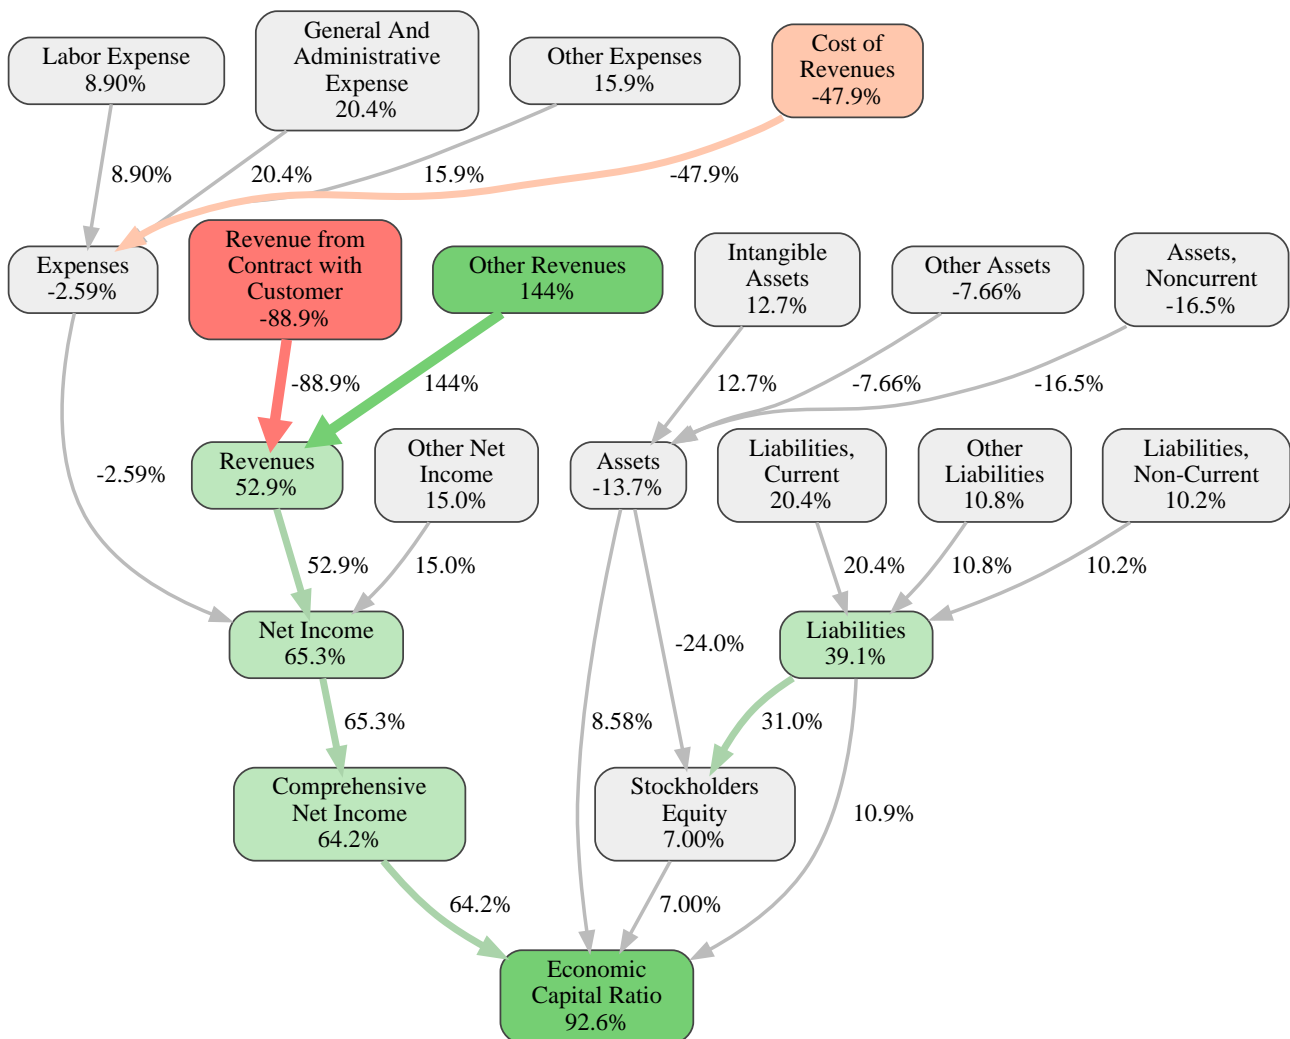 Labor Expense
8.90%
General And
Administrative
Expense
20.4%
Other Expenses
15.9%
Cost of
Revenues
-47.9%
8.90%
20.4%
15.9%
-47.9%
Expenses
-2.59%
Revenue from
Contract with
Customer
-88.9%
Other Revenues
144%
Intangible
Assets
12.7%
Other Assets
-7.66%
Assets,
Noncurrent
-16.5%
-88.9%
144%
12.7%
-7.66%
-16.5%
-2.59%
Revenues
52.9%
Other Net
Income
15.0%
Assets
-13.7%
Liabilities,
Current
20.4%
Other
Liabilities
10.8%
Liabilities,
Non-Current
10.2%
52.9%
15.0%
20.4%
10.8%
10.2%
Net Income
65.3%
-24.0%
Liabilities
39.1%
65.3%
8.58%
31.0%
Comprehensive
Net Income
64.2%
Stockholders
Equity
7.00%
10.9%
64.2%
7.00%
Economic
Capital Ratio
92.6%